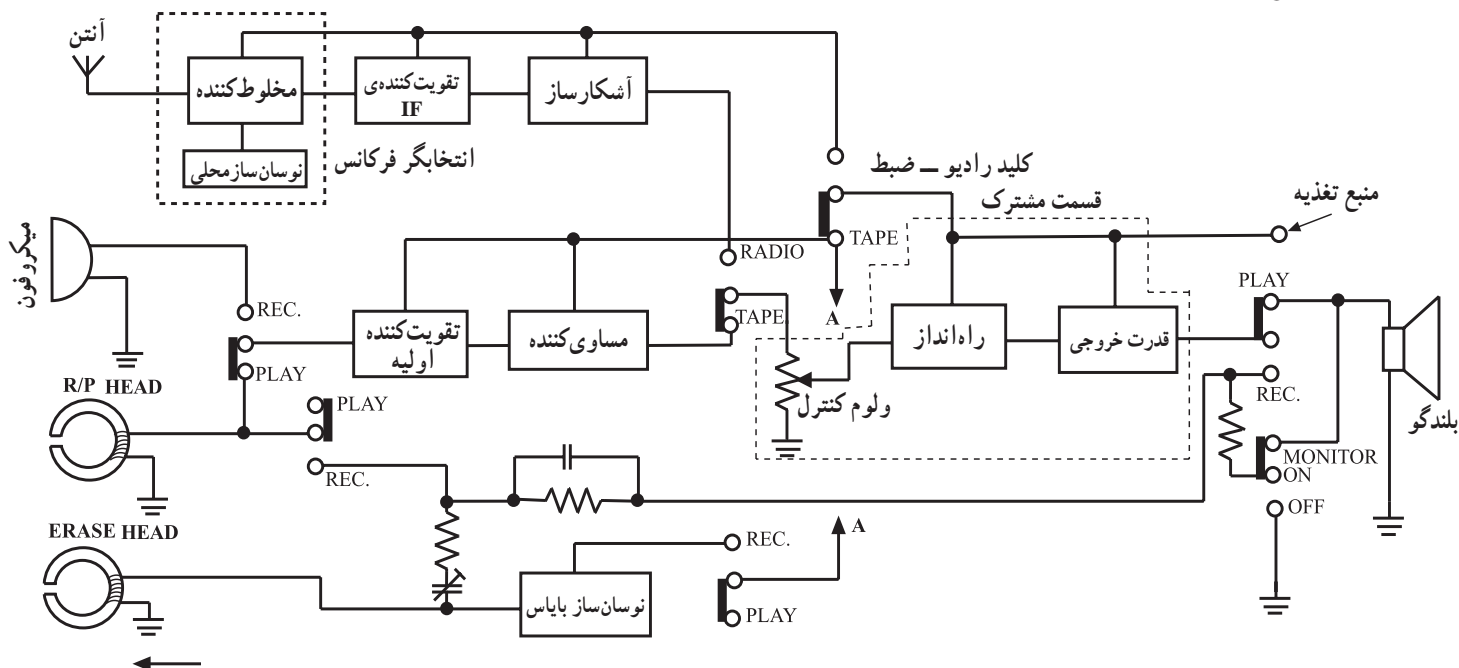 آنتن
مخلوط‌کننده
تقویت‌کننده‌ی
IF
آشکارساز
نوسان‌ساز محلی
انتخابگر فرکانس
کلید رادیو – ضبط
قسمت مشترک
منبع تغذیه
میکروفون
TAPE
RADIO
REC.
PLAY
تقویت‌کننده
اولیه
مساوی‌کننده
TAPE
A
راه‌انداز
قدرت خروجی
PLAY
REC.
بلندگو
ولوم کنترل
R/P HEAD
PLAY
REC.
MONITOR
ON
OFF
ERASE HEAD
نوسان‌ساز بایاس
REC.
A
PLAY